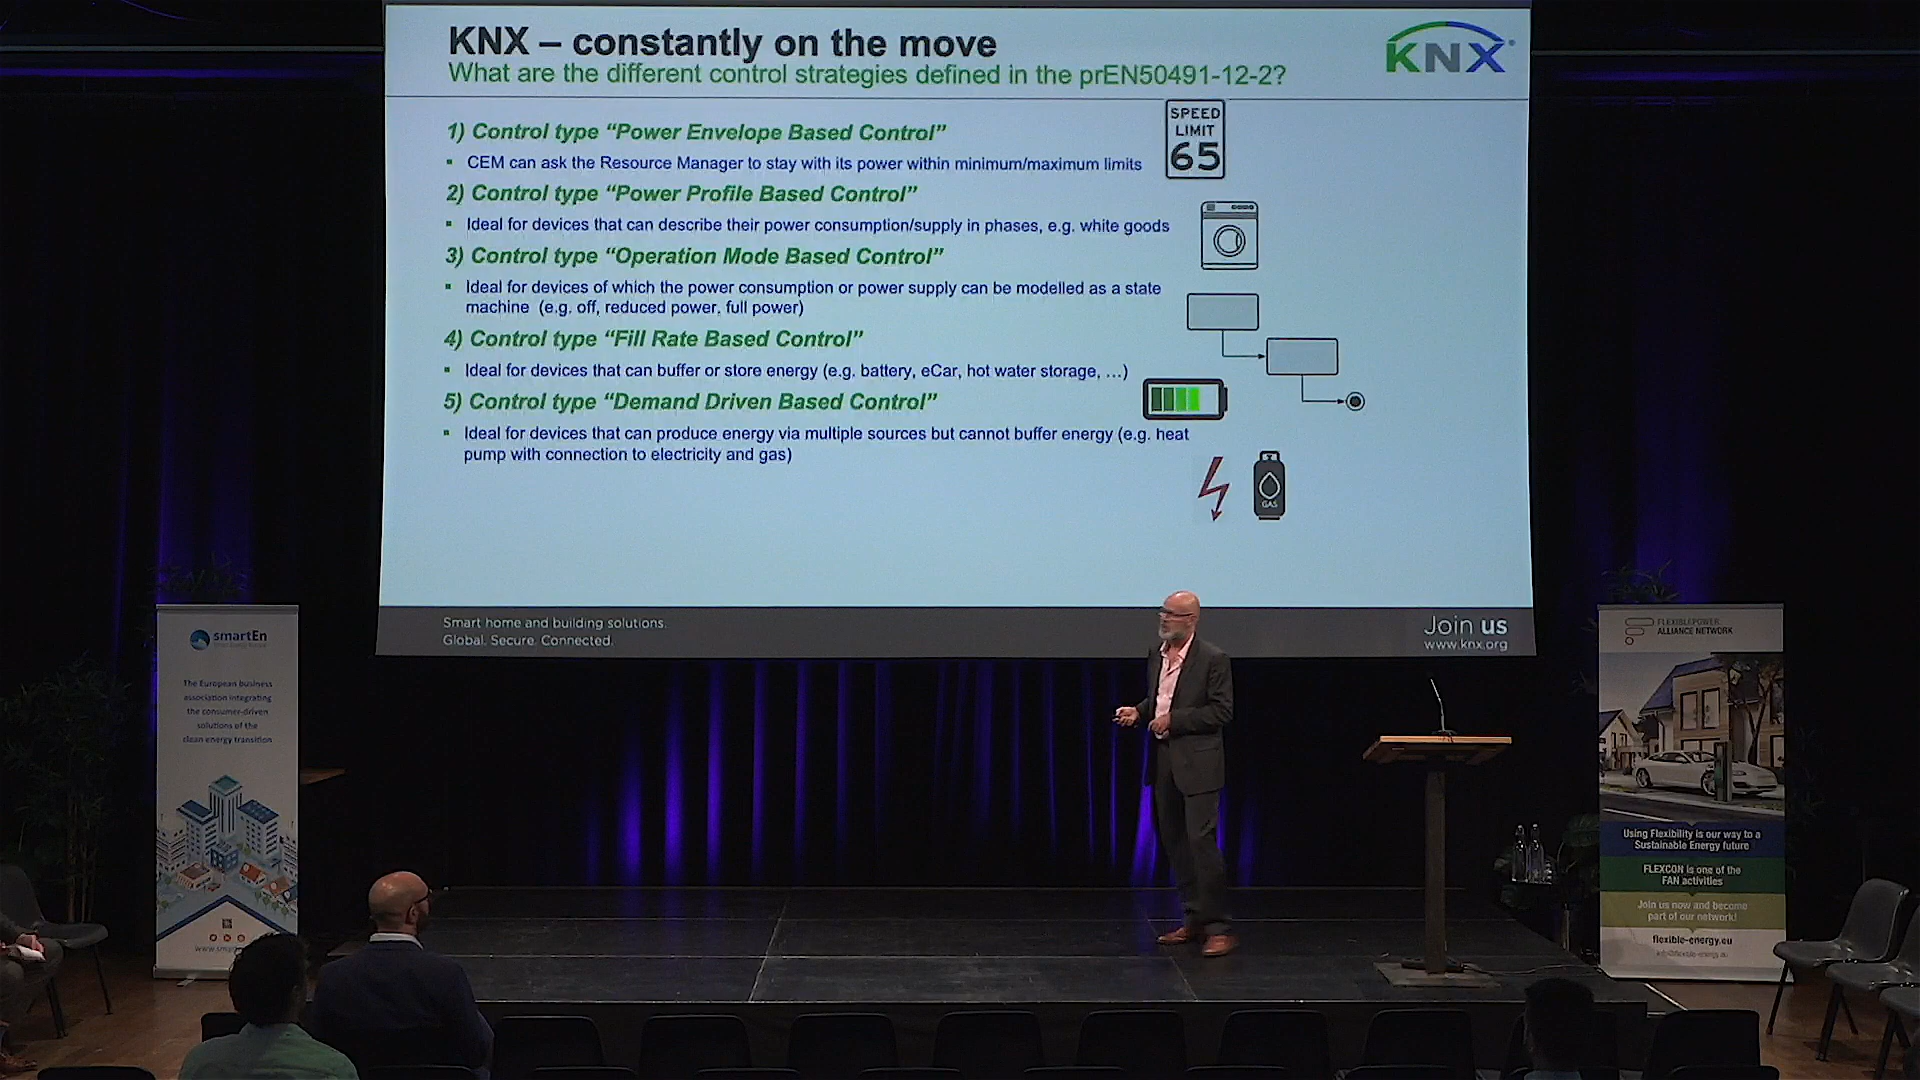 KNX – constantly on the move
What are the different control strategies defined in the prEN50491-12-2?
KNX
1) Control type “Power Envelope Based Control”
▪ CEM can ask the Resource Manager to stay with its power within minimum/maximum limits
SPEED
LIMIT
65
2) Control type “Power Profile Based Control”
▪ Ideal for devices that can describe their power consumption/supply in phases, e.g. white goods
3) Control type “Operation Mode Based Control”
▪ Ideal for devices of which the power consumption or power supply can be modelled as a state
machine (e.g. off, reduced power, full power)
4) Control type “Fill Rate Based Control”
▪ Ideal for devices that can buffer or store energy (e.g. battery, eCar, hot water storage, …)
5) Control type “Demand Driven Based Control”
▪ Ideal for devices that can produce energy via multiple sources but cannot buffer energy (e.g. heat
pump with connection to electricity and gas)
GAS
Smart home and building solutions.
Global. Secure. Connected.
Join us
www.knx.org
smartEn
The European business
association integrating
the consumer-driven
solutions of the
clean energy transition
FLEXIBLEPOWER
ALLIANCE NETWORK
Using Flexibility is our way to a
Sustainable Energy future
FLEXCON is one of the
FAN activities
Join us now and become
part of our network!
flexible-energy.eu